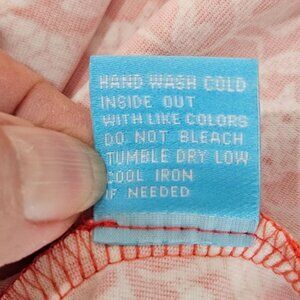 HAND WASH COLD
INSIDE OUT
WITH LIKE COLORS
DO NOT BLEACH
TUMBLE DRY LOW
COOL IRON
IF NEEDED